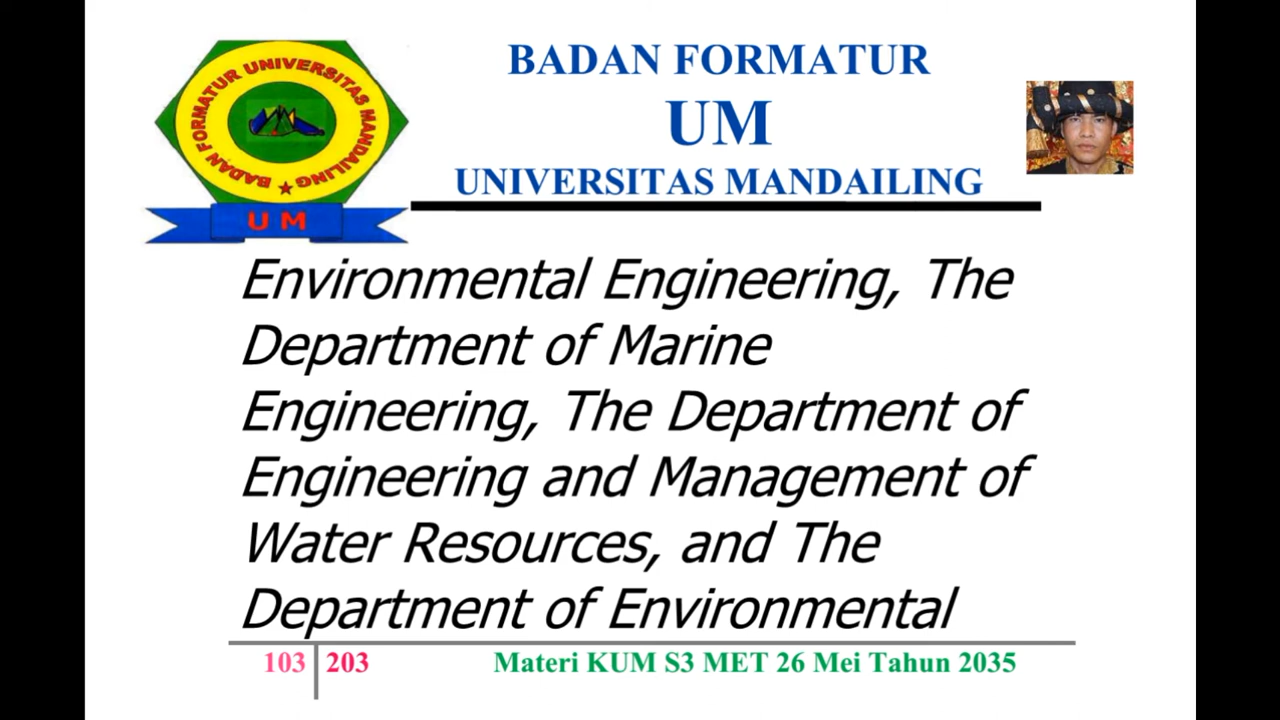 BADAN FORMATUR UNIVERSITAS MANDAILING
U M
BADAN FORMATUR
UM
UNIVERSITAS MANDAILING
Environmental Engineering, The
Department of Marine
Engineering, The Department of
Engineering and Management of
Water Resources, and The
Department of Environmental
103 203
Materi KUM S3 MET 26 Mei Tahun 2035